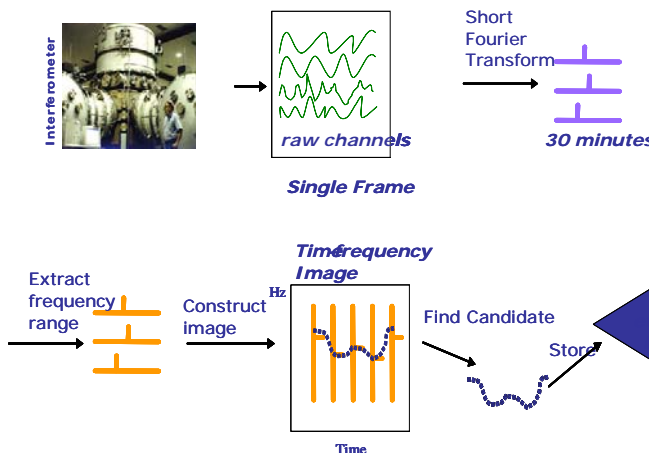 Interferometer
raw channels
Single Frame
Short
Fourier
Transform
30 minutes
Extract
frequency
range
Construct
image
Time-frequency
Image
Hz
Time
Find Candidate
Store